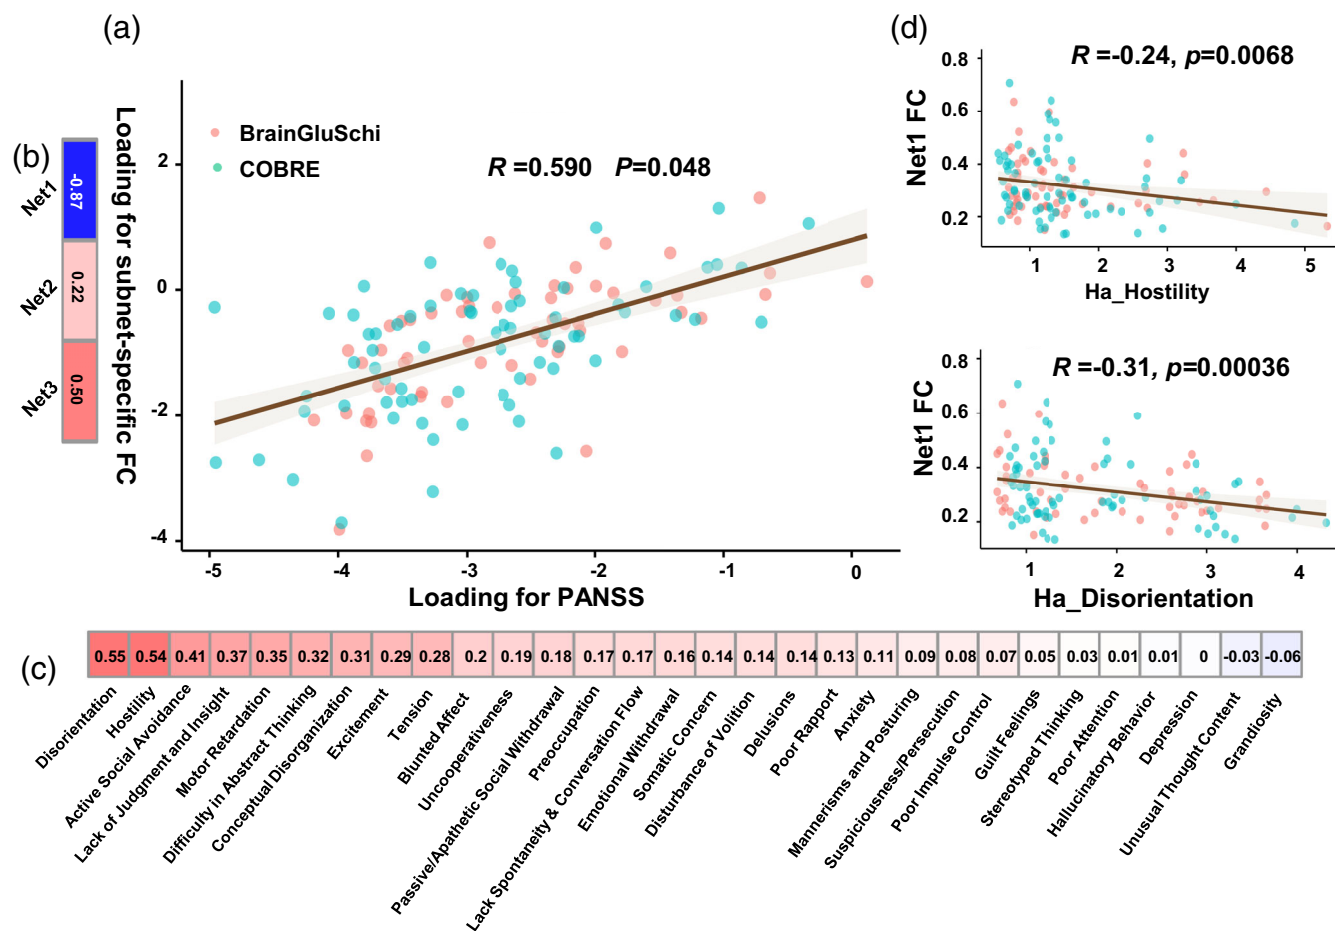 (a)
Loading for subnet-specific FC
BrainGluSchi
COBRE
R =0.590 P=0.048
2
0
-2
-4
-5 -4 -3 -2 -1 0
Loading for PANSS
(b)
Net1 -0.87
Net2 0.22
Net3 0.50
(d)
R =-0.24, p=0.0068
Net1 FC
0.8
0.6
0.4
0.2
1 2 3 4 5
Ha_Hostility
R =-0.31, p=0.00036
Net1 FC
0.8
0.6
0.4
0.2
1 2 3 4
Ha_Disorientation
(c)
0.55 0.54 0.41 0.37 0.35 0.32 0.31 0.29 0.28 0.2 0.19 0.18 0.17 0.17 0.16 0.14 0.14 0.14 0.13 0.11 0.09 0.08 0.07 0.05 0.03 0.01 0.01 0 -0.03 -0.06
Disorientation
Hostility
Active Social Avoidance
Lack of Judgment and Insight
Motor Retardation
Difficulty in Abstract Thinking
Conceptual Disorganization
Excitement
Tension
Blunted Affect
Uncooperativeness
Passive/Apathetic Social Withdrawal
Preoccupation
Lack Spontaneity & Conversation Flow
Emotional Withdrawal
Somatic Concern
Disturbance of Volition
Delusions
Poor Rapport
Anxiety
Mannerisms and Posturing
Suspiciousness/Persecution
Poor Impulse Control
Guilt Feelings
Stereotyped Thinking
Poor Attention
Hallucinatory Behavior
Depression
Unusual Thought Content
Grandiosity